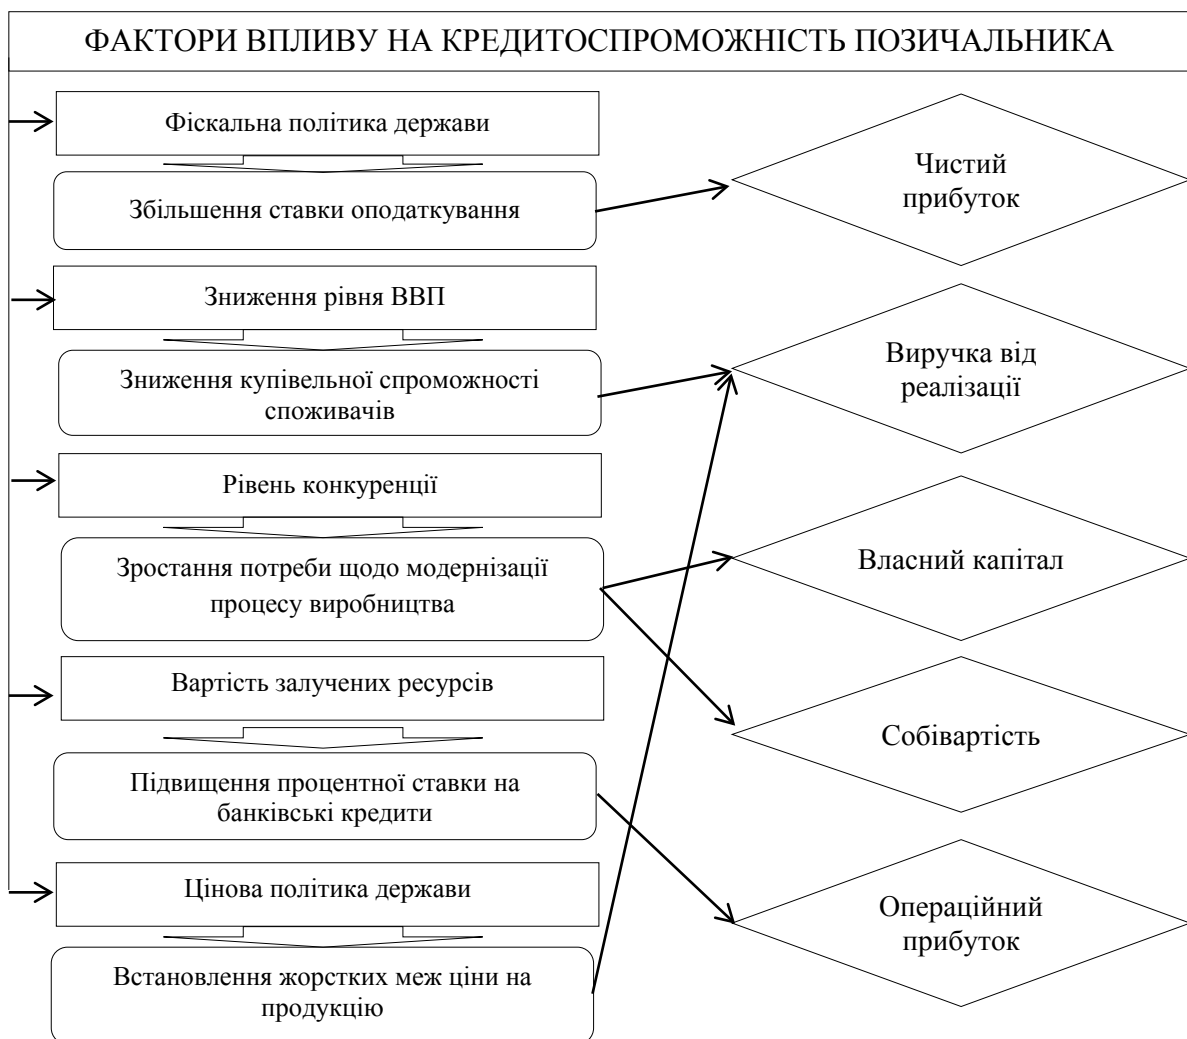 ФАКТОРИ ВПЛИВУ НА КРЕДИТОСПРОМОЖНІСТЬ ПОЗИЧАЛЬНИКА
Фіскальна політика держави
Збільшення ставки оподаткування
Чистий
прибуток
Зниження рівня ВВП
Зниження купівельної спроможності
споживачів
Виручка від
реалізації
Рівень конкуренції
Зростання потреби щодо модернізації
процесу виробництва
Власний капітал
Вартість залучених ресурсів
Собівартість
Підвищення процентної ставки на
банківські кредити
Цінова політика держави
Операційний
прибуток
Встановлення жорстких меж ціни на
продукцію